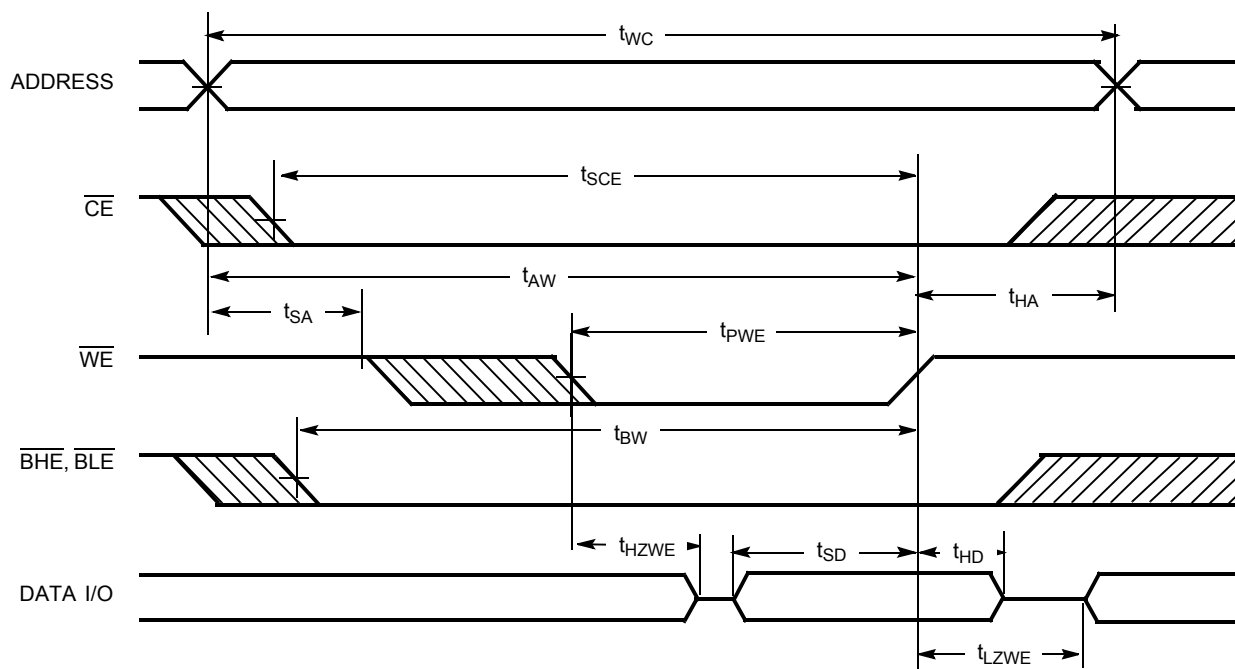 tWC
ADDRESS
tSCE
CE
tAW
tHA
tSA
tPWE
WE
tBW
BHE, BLE
tHZWE
tSD
tHD
DATA I/O
tLZWE